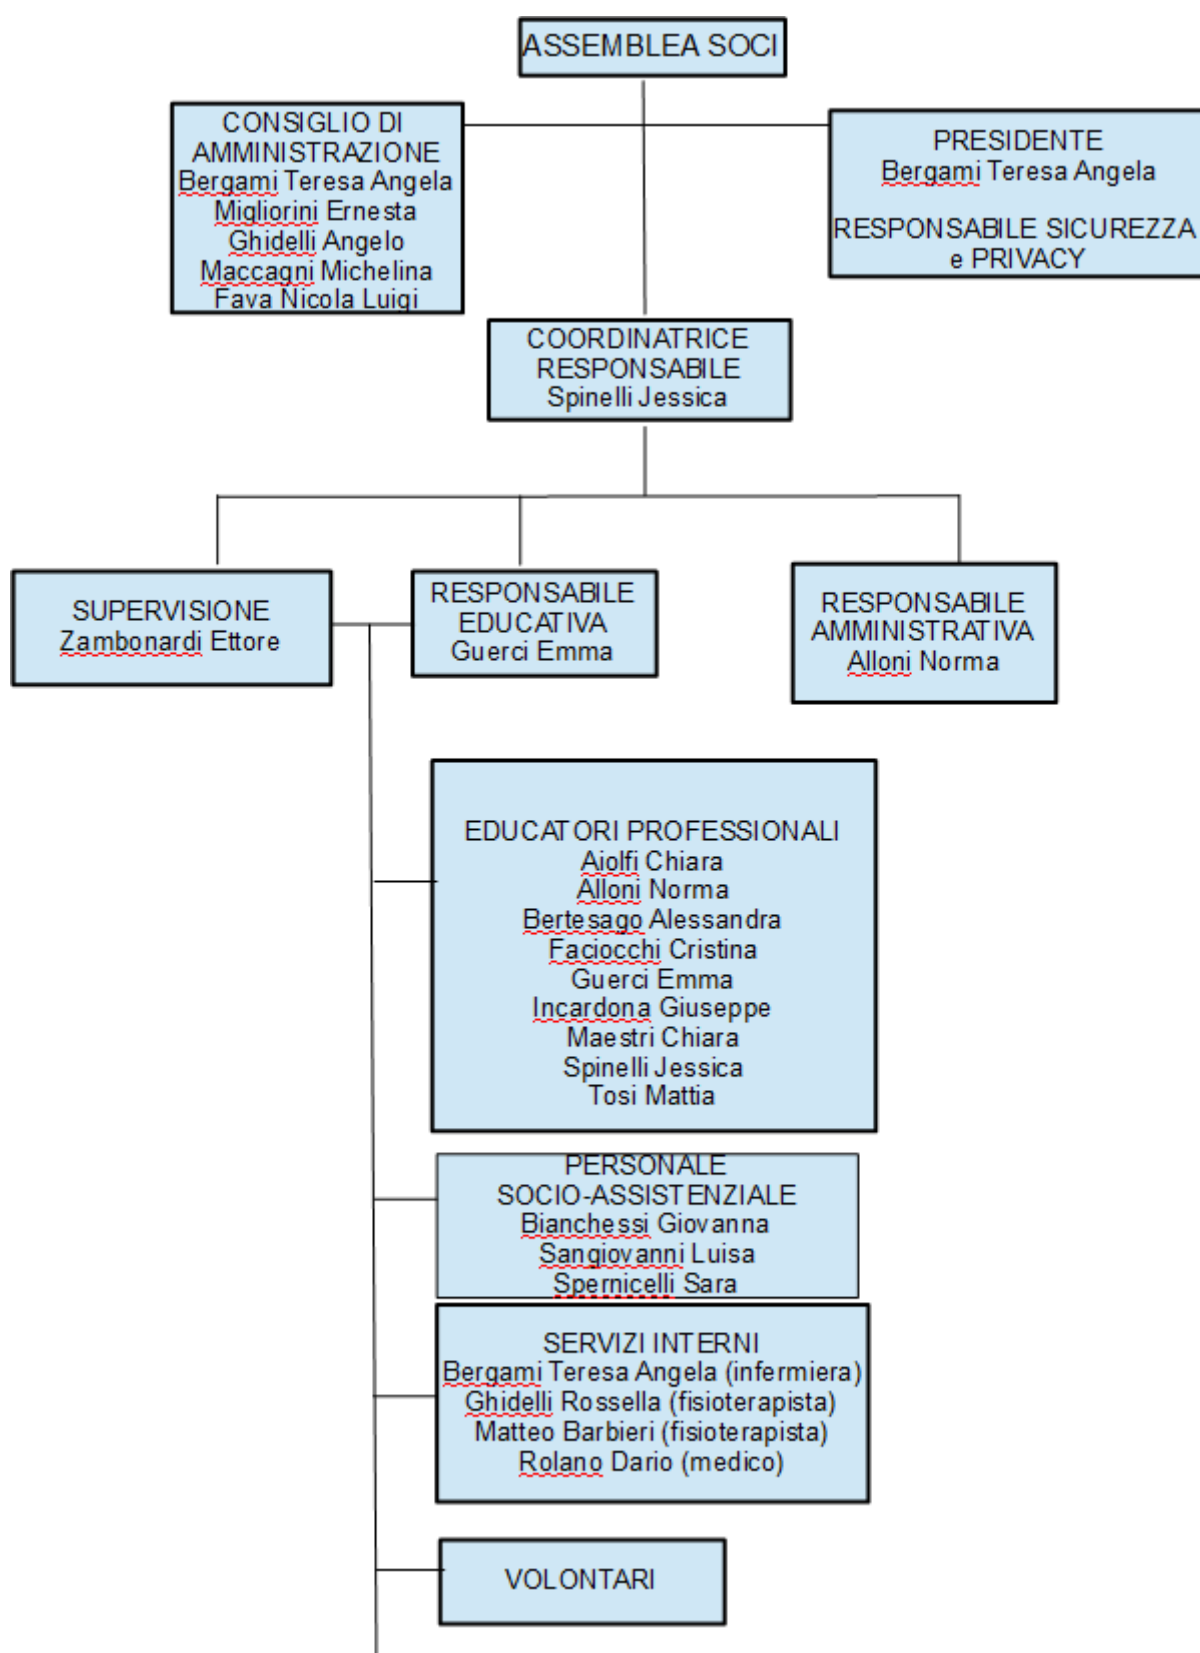 ASSEMBLEA SOCI
CONSIGLIO DI
AMMINISTRAZIONE
Bergami Teresa Angela
Migliorini Ernesta
Ghidelli Angelo
Maccagni Michelina
Fava Nicola Luigi
PRESIDENTE
Bergami Teresa Angela
RESPONSABILE SICUREZZA
e PRIVACY
COORDINATRICE
RESPONSABILE
Spinelli Jessica
SUPERVISIONE
Zambonardi Ettore
RESPONSABILE
EDUCATIVA
Guerci Emma
RESPONSABILE
AMMINISTRATIVA
Alloni Norma
EDUCATORI PROFESSIONALI
Aiolfi Chiara
Alloni Norma
Bertesago Alessandra
Faciocchi Cristina
Guerci Emma
Incardona Giuseppe
Maestri Chiara
Spinelli Jessica
Tosi Mattia
PERSONALE
SOCIO-ASSISTENZIALE
Bianchessi Giovanna
Sangiovanni Luisa
Spernicelli Sara
SERVIZI INTERNI
Bergami Teresa Angela (infermiera)
Ghidelli Rossella (fisioterapista)
Matteo Barbieri (fisioterapista)
Rolano Dario (medico)
VOLONTARI